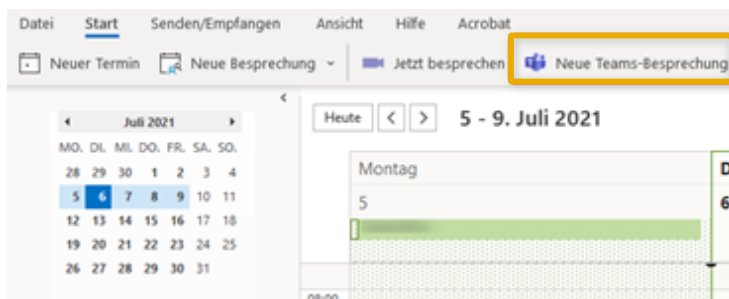 Datei Start Senden/Empfangen Ansicht Hilfe Acrobat
Neuer Termin Neue Besprechung Jetzt besprechen Neue Teams-Besprechung
Juli 2021
MO. DI. MI. DO. FR. SA. SO.
28 29 30 1 2 3 4
5 6 7 8 9 10 11
12 13 14 15 16 17 18
19 20 21 22 23 24 25
26 27 28 29 30 31
Heute 5 - 9. Juli 2021
Montag D
5 6